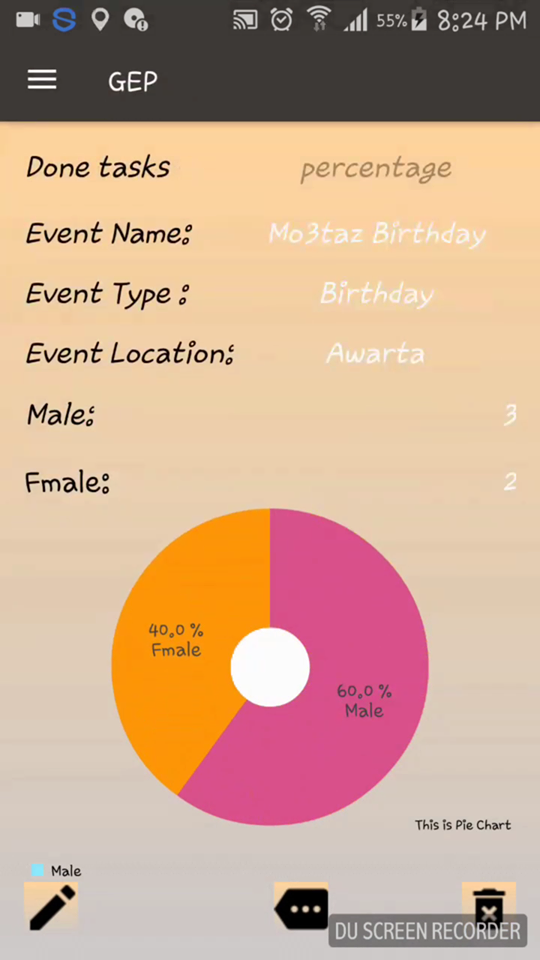 55% 8:24 PM
GEP
Done tasks percentage
Event Name: Mo3taz Birthday
Event Type : Birthday
Event Location: Awarta
Male: 3
Fmale: 2
40.0 %
Fmale
60.0 %
Male
This is Pie Chart
Male
DU SCREEN RECORDER